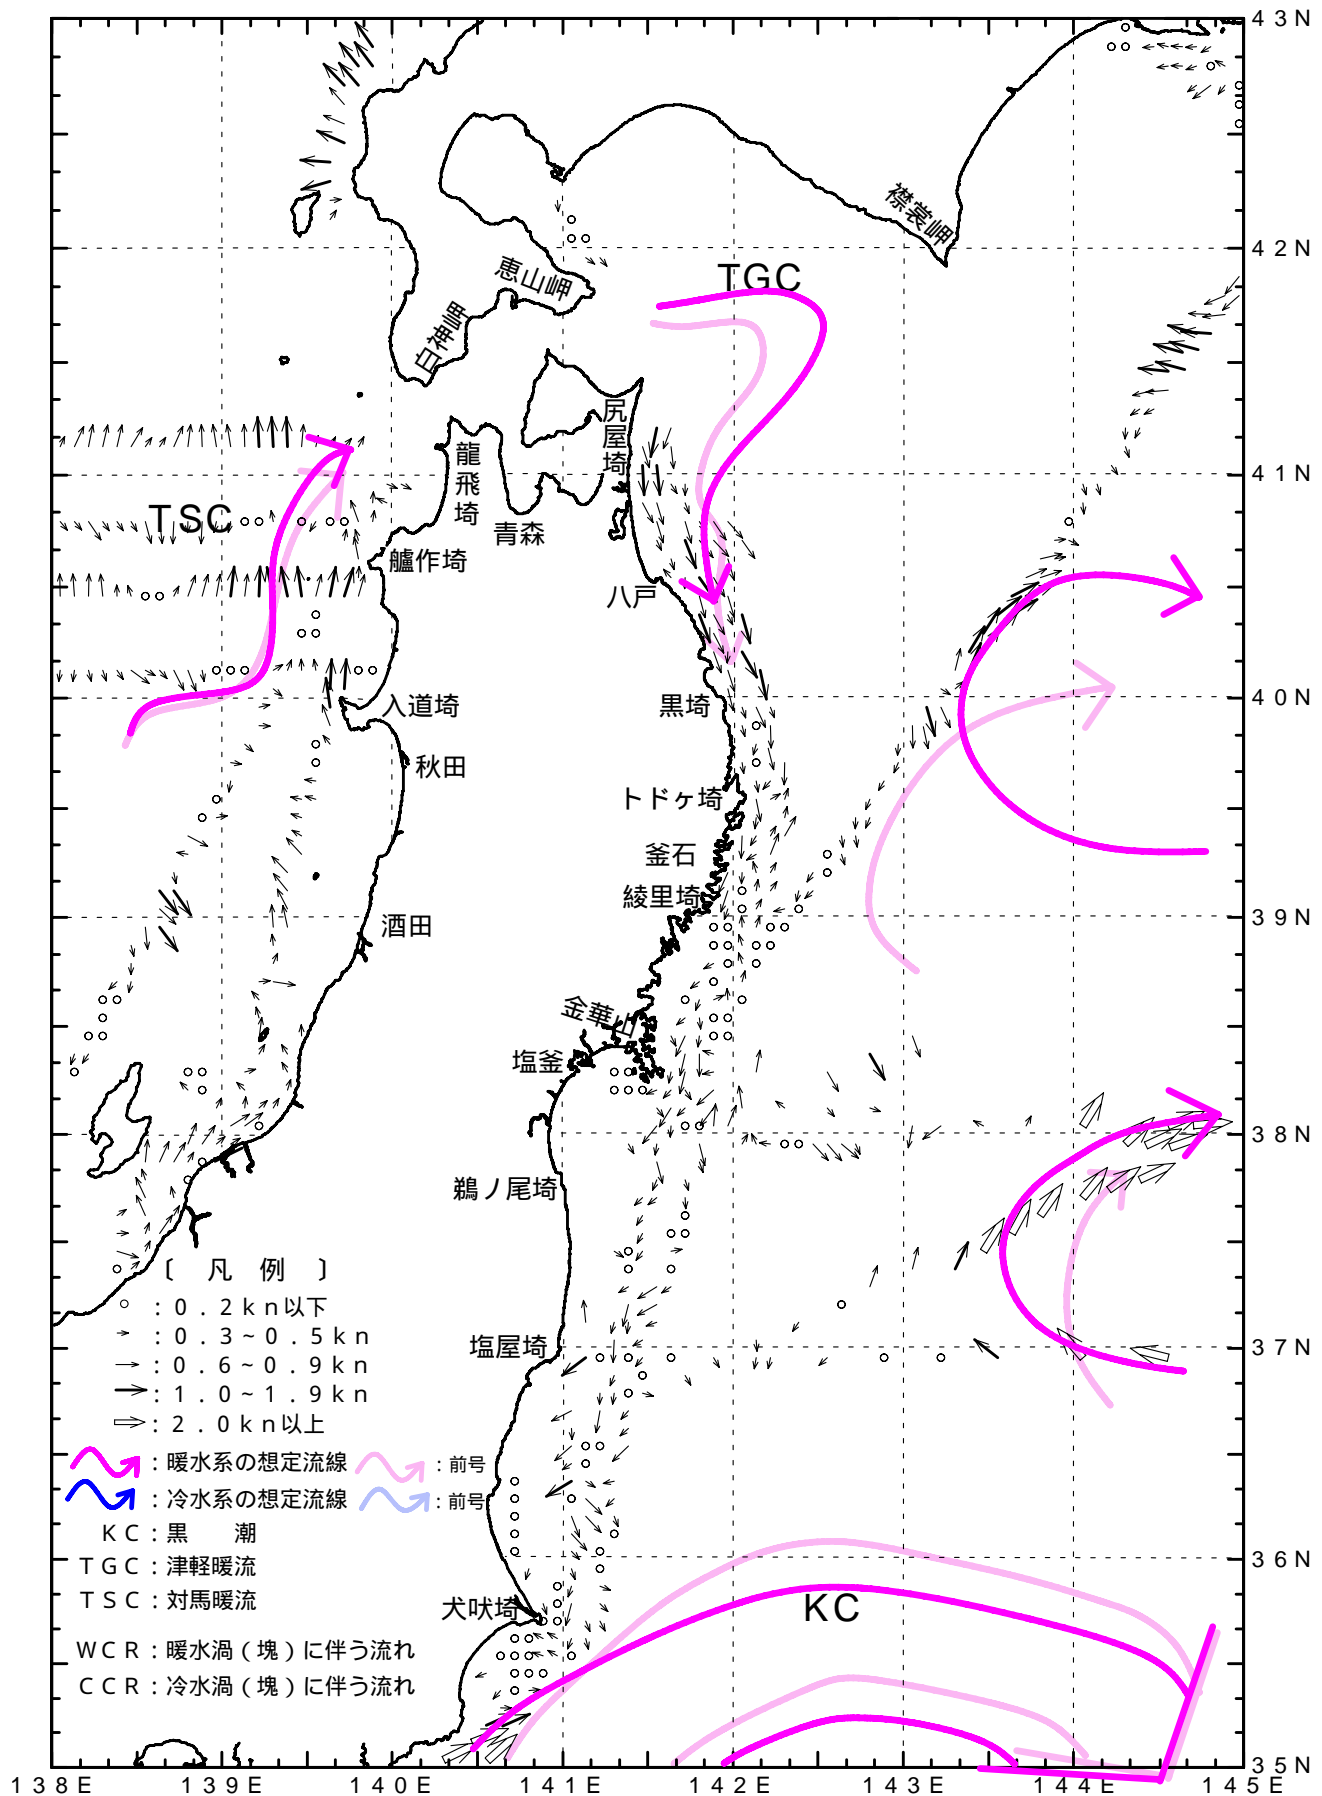 43N
襟裳岬
42N
恵山岬
TGC
白神岬
尻屋埼
龍飛埼
41N
TSC
青森
艫作埼
八戸
入道埼
黒埼
40N
秋田
トドヶ埼
釜石
綾里埼
39N
酒田
金華山
塩釜
38N
鵜ノ尾埼
〔 凡 例 〕
：0．2kn以下
：0．3~0．5kn
塩屋埼
37N
：0．6~0．9kn
：1．0~1．9kn
：2．0kn以上
：暖水系の想定流線
：前号
：冷水系の想定流線
：前号
KC：黒 潮
36N
TGC：津軽暖流
TSC：対馬暖流
犬吠埼
KC
WCR：暖水渦（塊）に伴う流れ
CCR：冷水渦（塊）に伴う流れ
35N
138E 139E 140E 141E 142E 143E 144E 145E